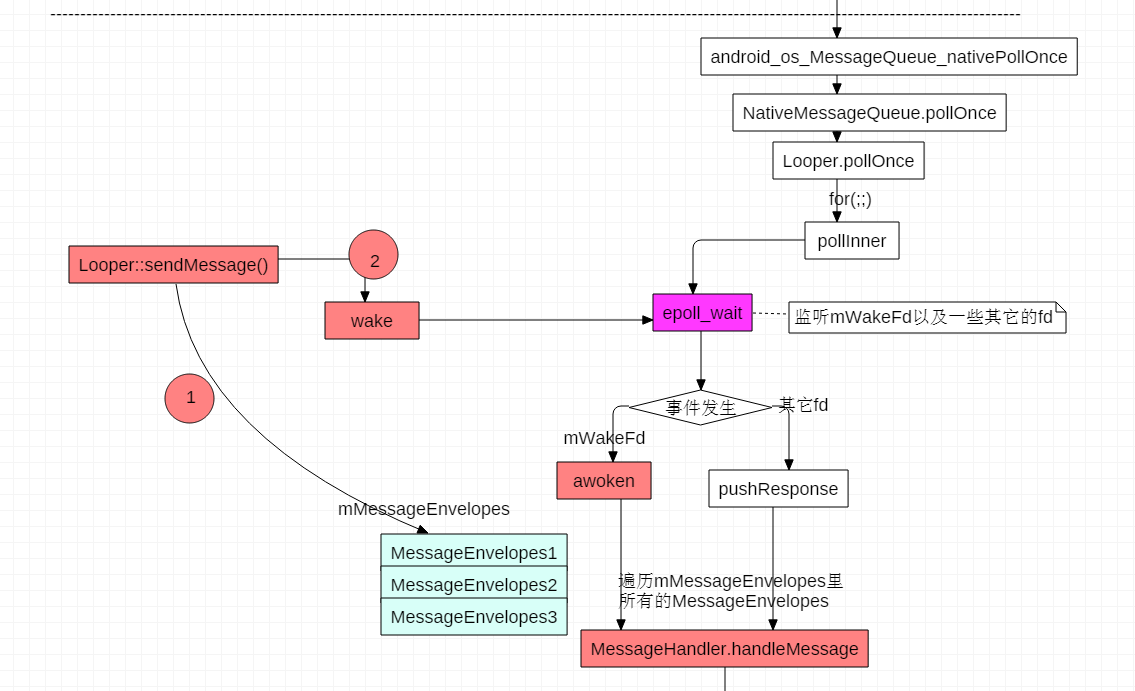 android_os_MessageQueue_nativePollOnce
NativeMessageQueue.pollOnce
Looper.pollOnce
for(;;)
pollInner
Looper::sendMessage()
2
wake
epoll_wait
监听mWakeFd以及一些其它的fd
1
事件发生
其它fd
mWakeFd
awoken
pushResponse
mMessageEnvelopes
MessageEnvelopes1
MessageEnvelopes2
MessageEnvelopes3
遍历mMessageEnvelopes里
所有的MessageEnvelopes
MessageHandler.handleMessage